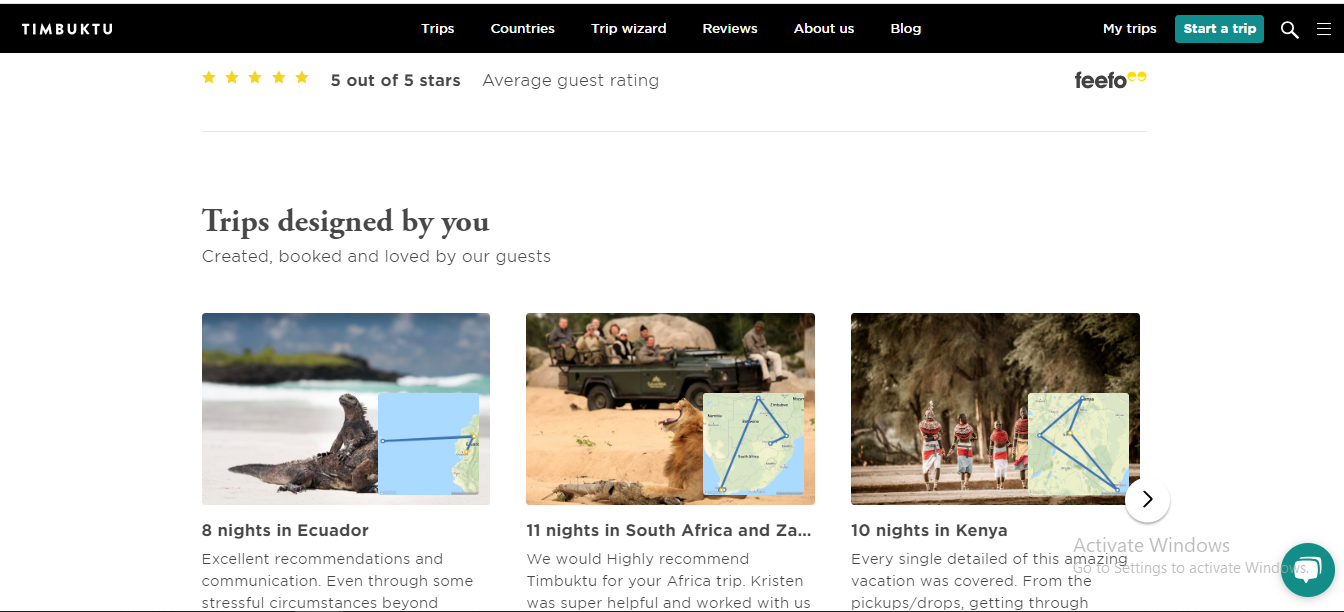 TIMBUKTU Trips Countries Trip wizard Reviews About us Blog My trips Start a trip
5 out of 5 stars Average guest rating feefo
Trips designed by you
Created, booked and loved by our guests
8 nights in Ecuador
Excellent recommendations and
communication. Even through some
stressful circumstances beyond
11 nights in South Africa and Za...
We would Highly recommend
Timbuktu for your Africa trip. Kristen
was super helpful and worked with us
10 nights in Kenya
Every single detailed of this amazing
vacation was covered. From the
pickups/drops, getting through
Activate Windows
Go to Settings to activate Windows.